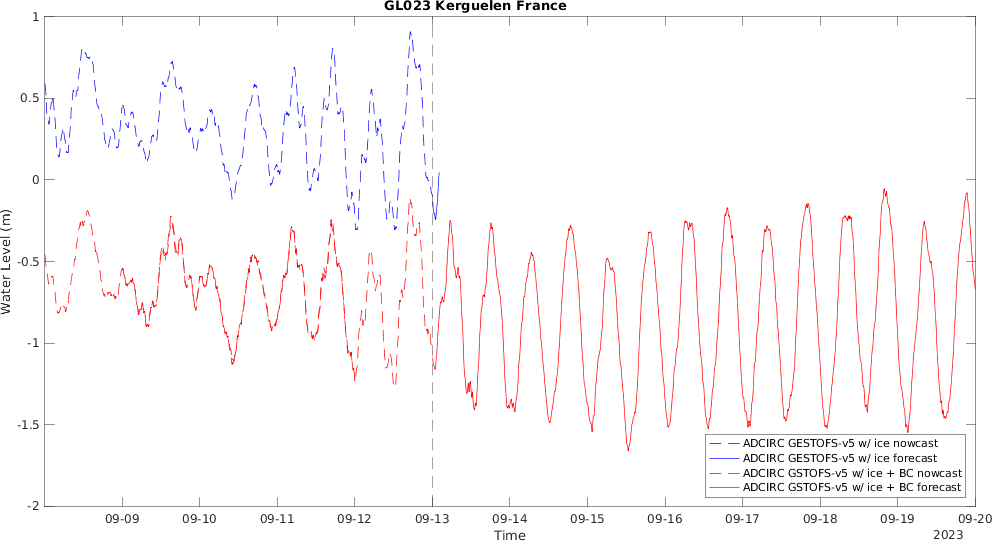 GL023 Kerguelen France
1
0.5
0
-0.5
-1
-1.5
-2
Water Level (m)
ADCIRC GESTOFS-v5 w/ ice nowcast
ADCIRC GESTOFS-v5 w/ ice forecast
ADCIRC GSTOFS-v5 w/ ice + BC nowcast
ADCIRC GSTOFS-v5 w/ ice + BC forecast
09-09 09-10 09-11 09-12 09-13 09-14 09-15 09-16 09-17 09-18 09-19 09-20
Time
2023